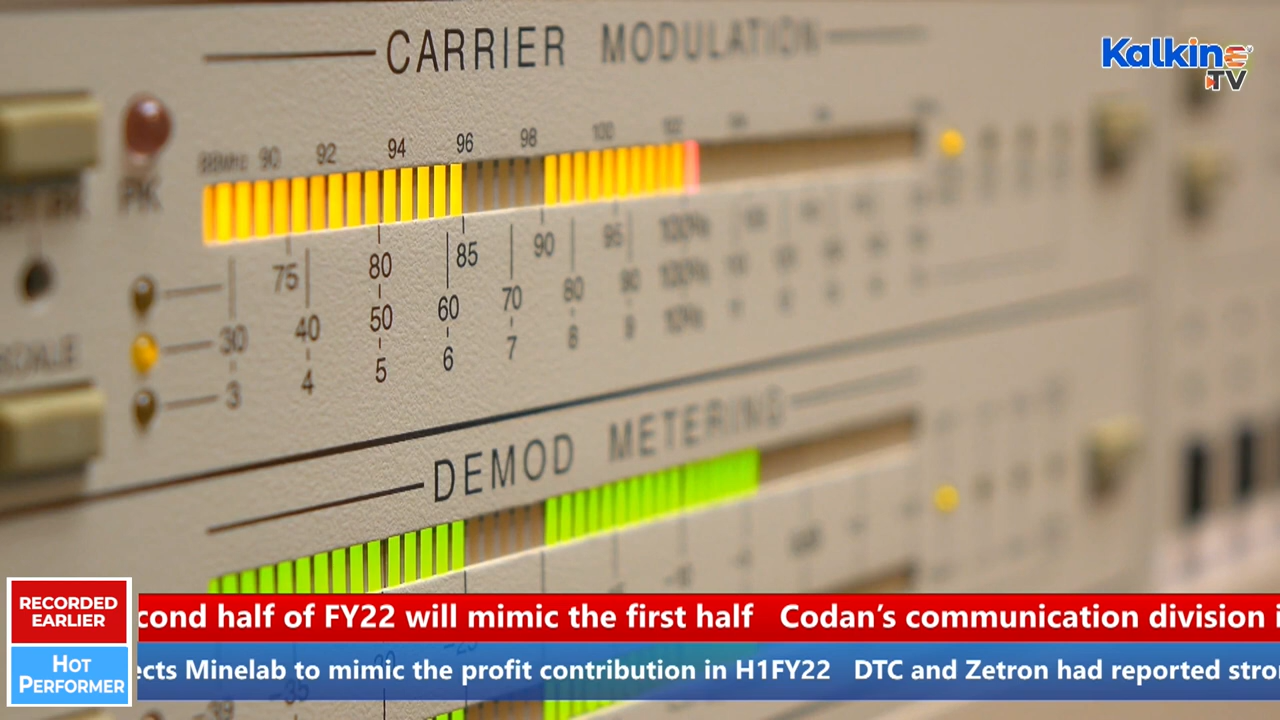 CARRIER MODULATION
Kalkine
TV
88MHz 90 92 94 96 98 100 102
PK
75 80 85 90 95 100%
30 40 50 60 70 80 90 100%
3 4 5 6 7 8 9 10%
DEMOD METERING
RECORDED
EARLIER
cond half of FY22 will mimic the first half Codan’s communication division i
HOT
PERFORMER
ects Minelab to mimic the profit contribution in H1FY22 DTC and Zetron had reported stro